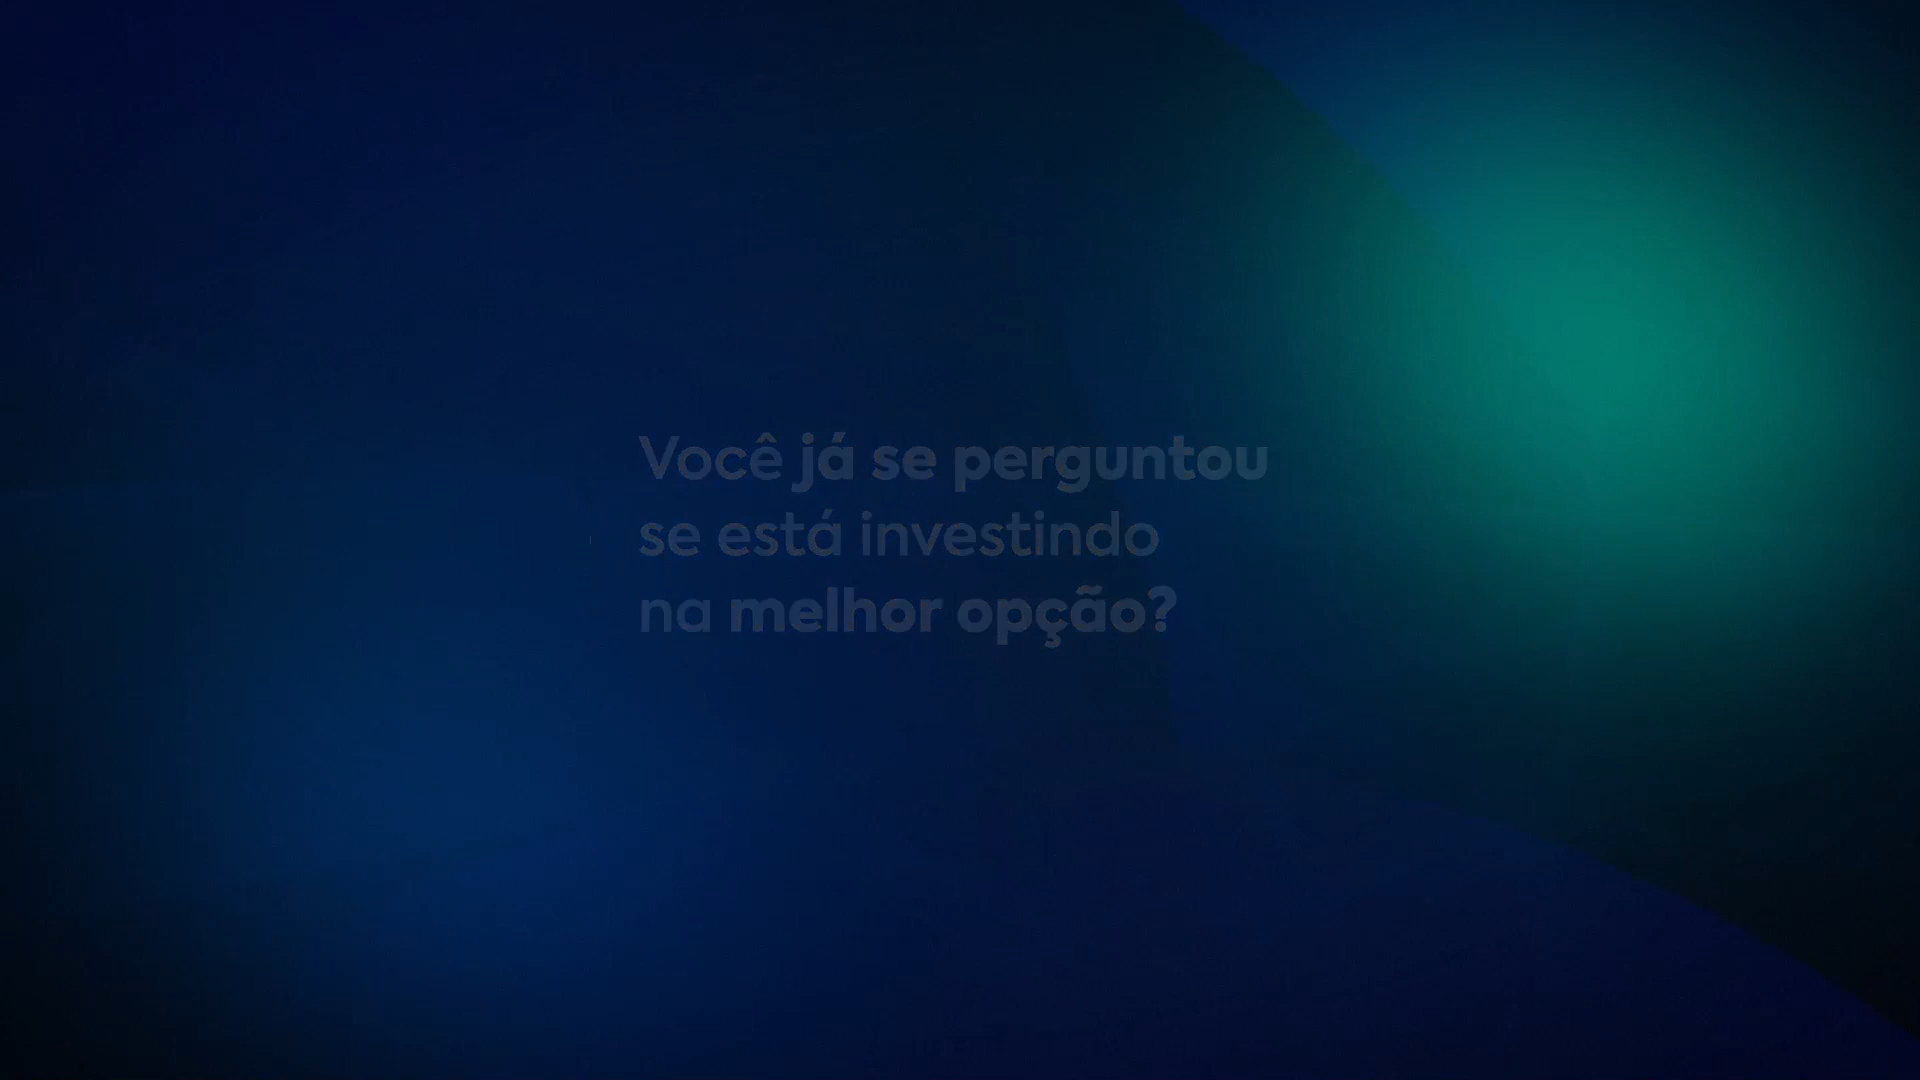 Você já se perguntou
se está investindo
na melhor opção?